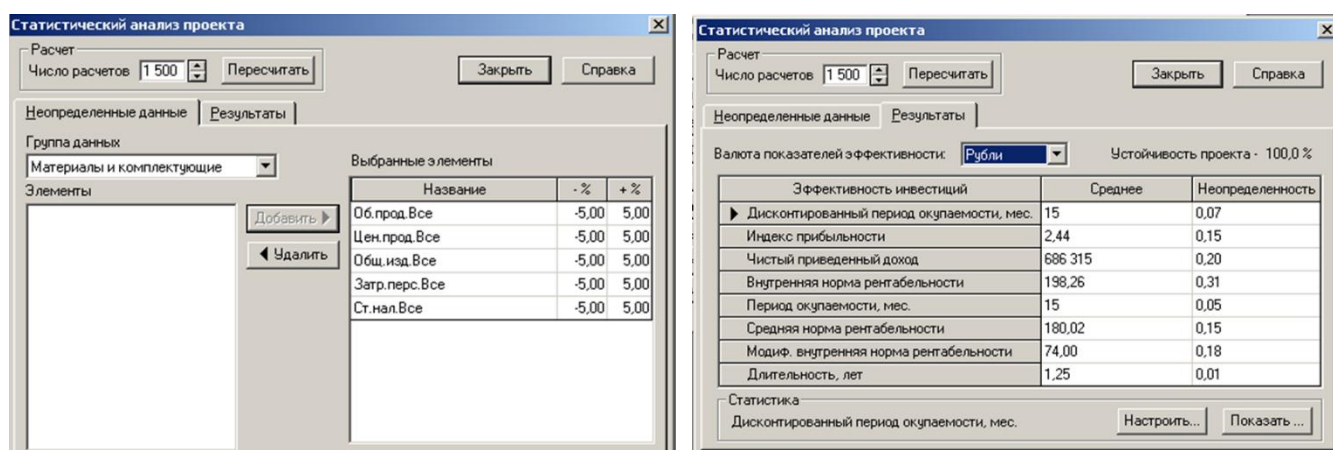 Статистический анализ проекта
Расчет
Число расчетов 1 500 Пересчитать Закрыть Справка
Неопределенные данные Результаты
Группа данных
Материалы и комплектующие
Выбранные элементы
Элементы
Добавить
Удалить
Название - % + %
Об.прод.Все -5,00 5,00
Цен.прод.Все -5,00 5,00
Общ.изд.Все -5,00 5,00
Затр.перс.Все -5,00 5,00
Ст.нал.Все -5,00 5,00
Статистический анализ проекта
Расчет
Число расчетов 1 500 Пересчитать Закрыть Справка
Неопределенные данные Результаты
Валюта показателей эффективности: Рубли Устойчивость проекта - 100,0 %
Эффективность инвестиций Среднее Неопределенность
Дисконтированный период окупаемости, мес. 15 0,07
Индекс прибыльности 2,44 0,15
Чистый приведенный доход 686 315 0,20
Внутренняя норма рентабельности 198,26 0,31
Период окупаемости, мес. 15 0,05
Средняя норма рентабельности 180,02 0,15
Модиф. внутренняя норма рентабельности 74,00 0,18
Длительность, лет 1,25 0,01
Статистика
Дисконтированный период окупаемости, мес. Настроить... Показать ...